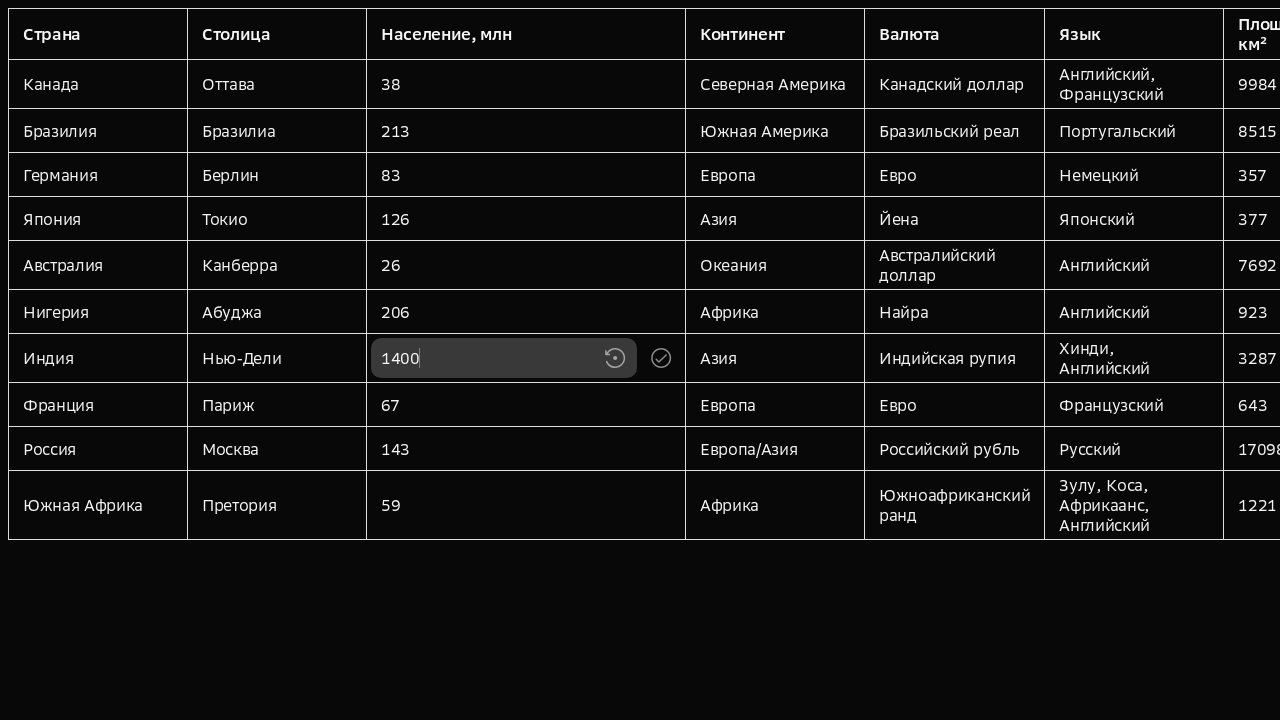 Страна Столица Население, млн Континент Валюта Язык
км²
Канада Оттава 38 Северная Америка Канадский доллар Английский, Французский 9984
Бразилия Бразилиа 213 Южная Америка Бразильский реал Португальский 8515
Германия Берлин 83 Европа Евро Немецкий 357
Япония Токио 126 Азия Йена Японский 377
Австралия Канберра 26 Океания Австралийский доллар Английский 7692
Нигерия Абуджа 206 Африка Найра Английский 923
Индия Нью-Дели 1400 Азия Индийская рупия Хинди, Английский 3287
Франция Париж 67 Европа Евро Французский 643
Россия Москва 143 Европа/Азия Российский рубль Русский 17098
Южная Африка Претория 59 Африка Южноафриканский ранд Зулу, Коса, Африкаанс, Английский 1221